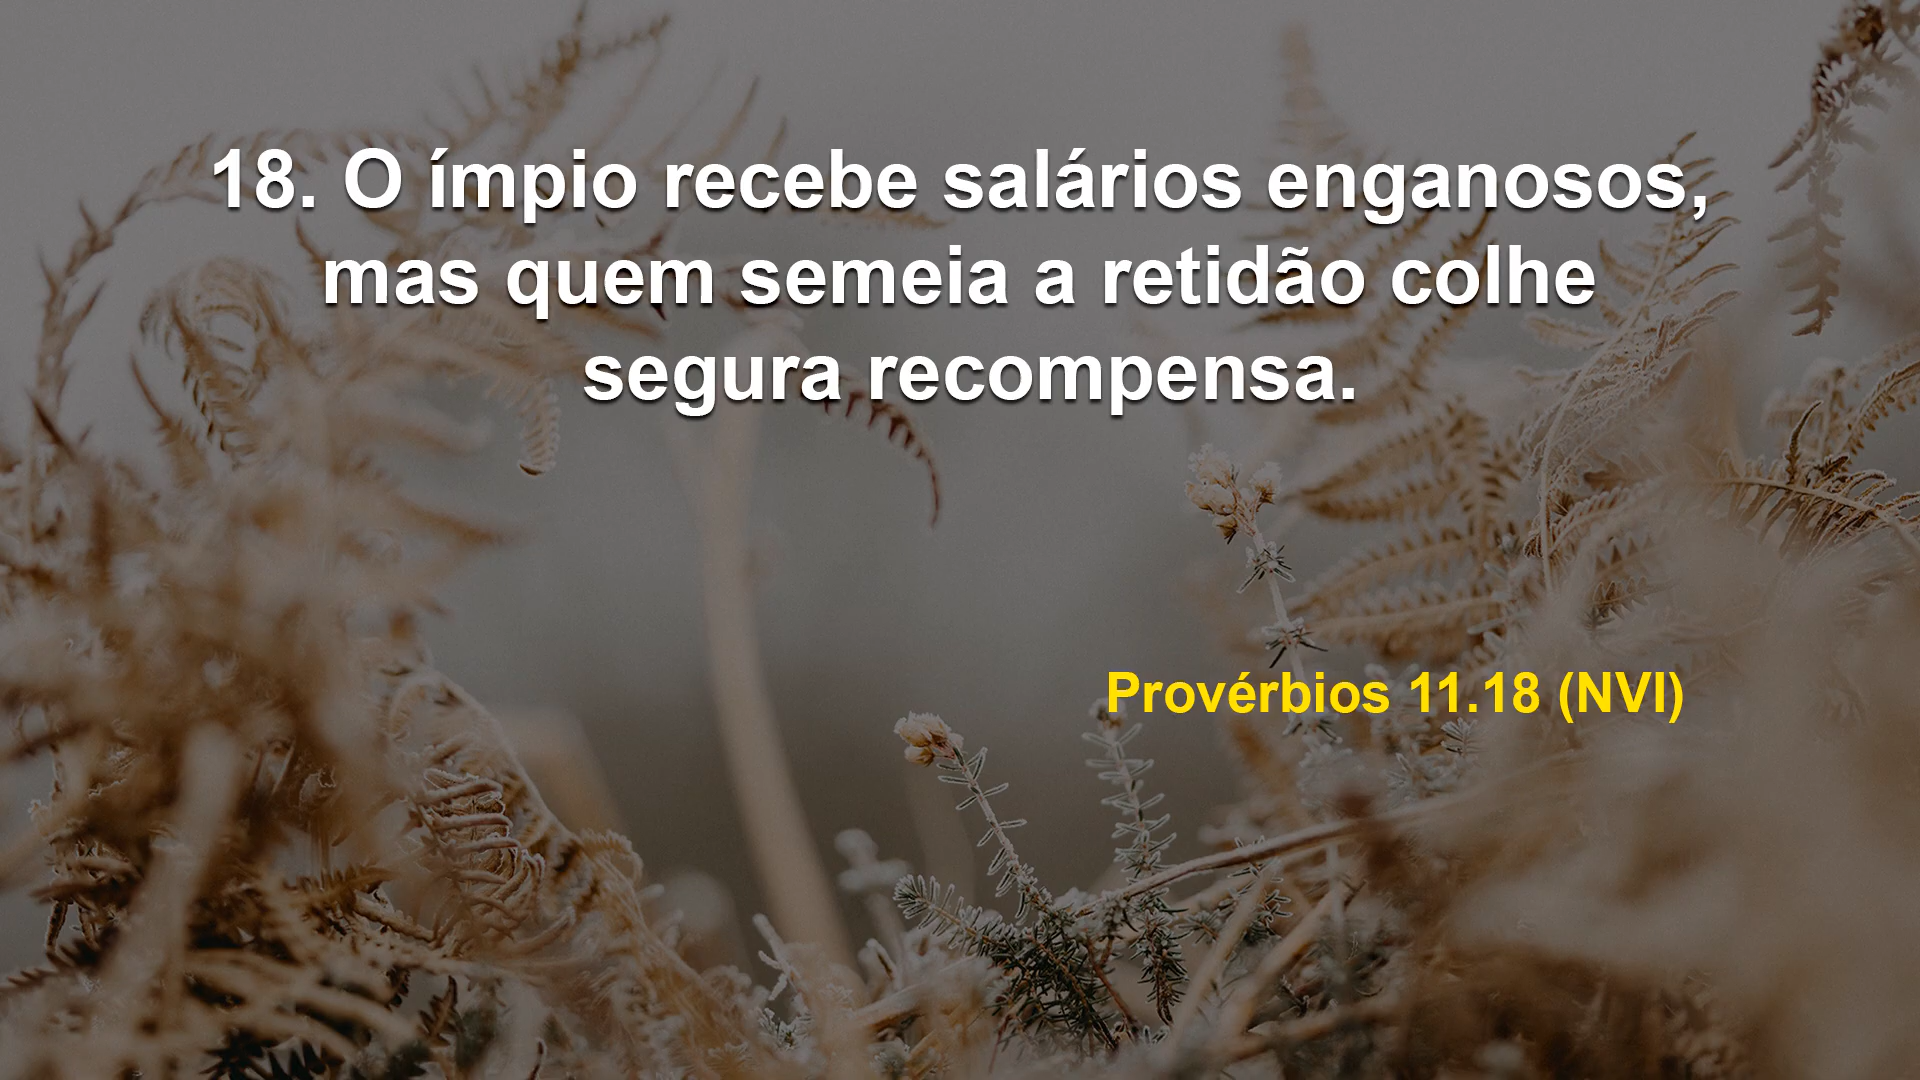 18. O ímpio recebe salários enganosos,
mas quem semeia a retidão colhe
segura recompensa.
Provérbios 11.18 (NVI)